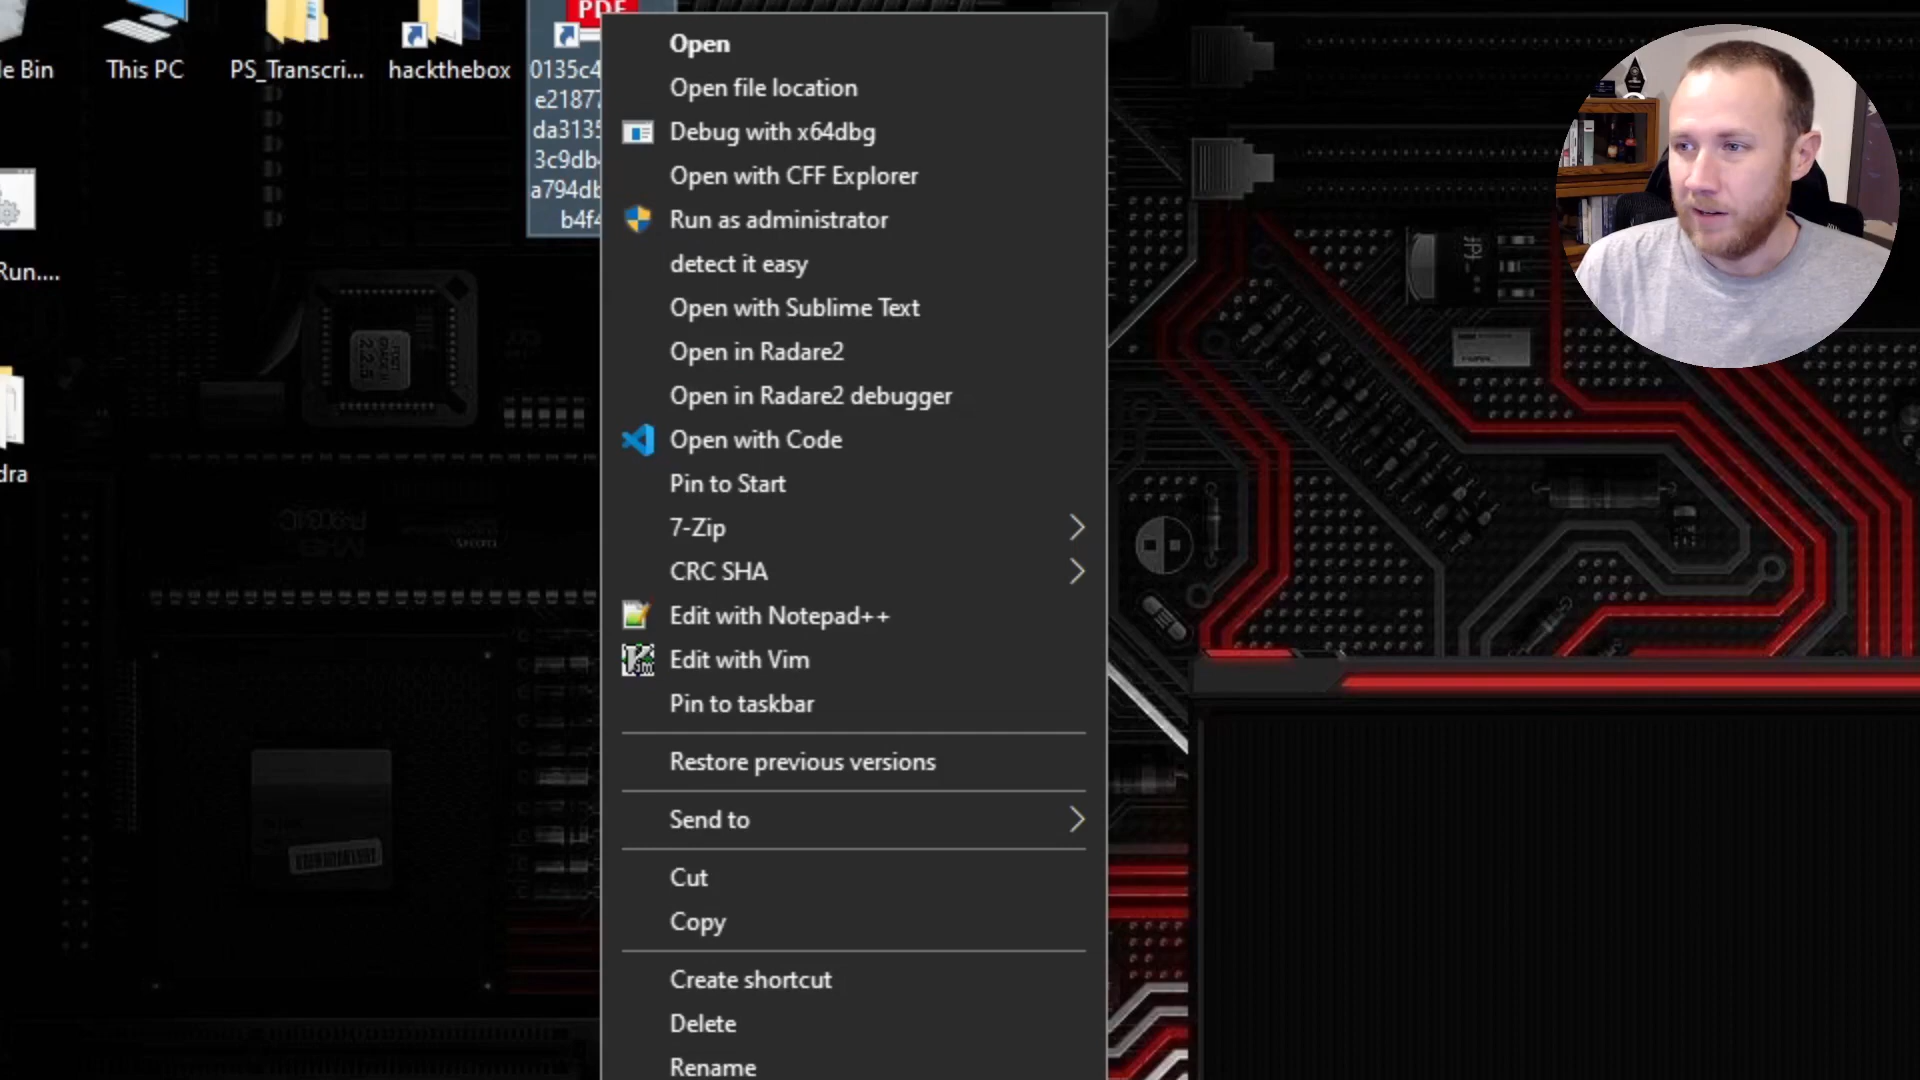 le Bin
This PC
PS_Transcri...
hackthebox
PDF
0135c4
e21877
da3135
3c9db
a794db
b4f4
Run....
dra
Open
Open file location
Debug with x64dbg
Open with CFF Explorer
Run as administrator
detect it easy
Open with Sublime Text
Open in Radare2
Open in Radare2 debugger
Open with Code
Pin to Start
7-Zip
CRC SHA
Edit with Notepad++
Edit with Vim
Pin to taskbar
Restore previous versions
Send to
Cut
Copy
Create shortcut
Delete
Rename